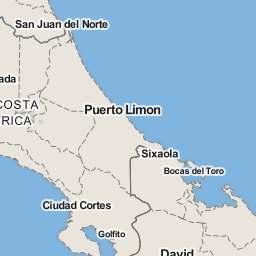 San Juan del Norte
ada
COSTA
RICA
Puerto Limon
Sixaola
Bocas del Toro
Ciudad Cortes
Golfito
David